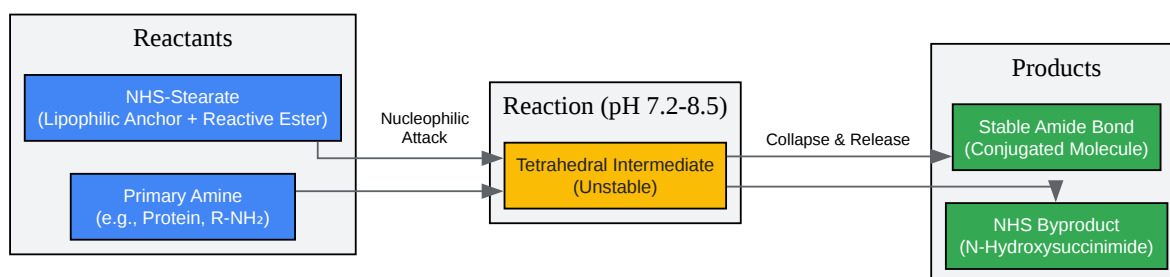 Reactants
NHS-Stearate
(Lipophilic Anchor + Reactive Ester)
Primary Amine
(e.g., Protein, R-NH₂)
Nucleophilic
Attack
Reaction (pH 7.2-8.5)
Tetrahedral Intermediate
(Unstable)
Collapse & Release
Products
Stable Amide Bond
(Conjugated Molecule)
NHS Byproduct
(N-Hydroxysuccinimide)